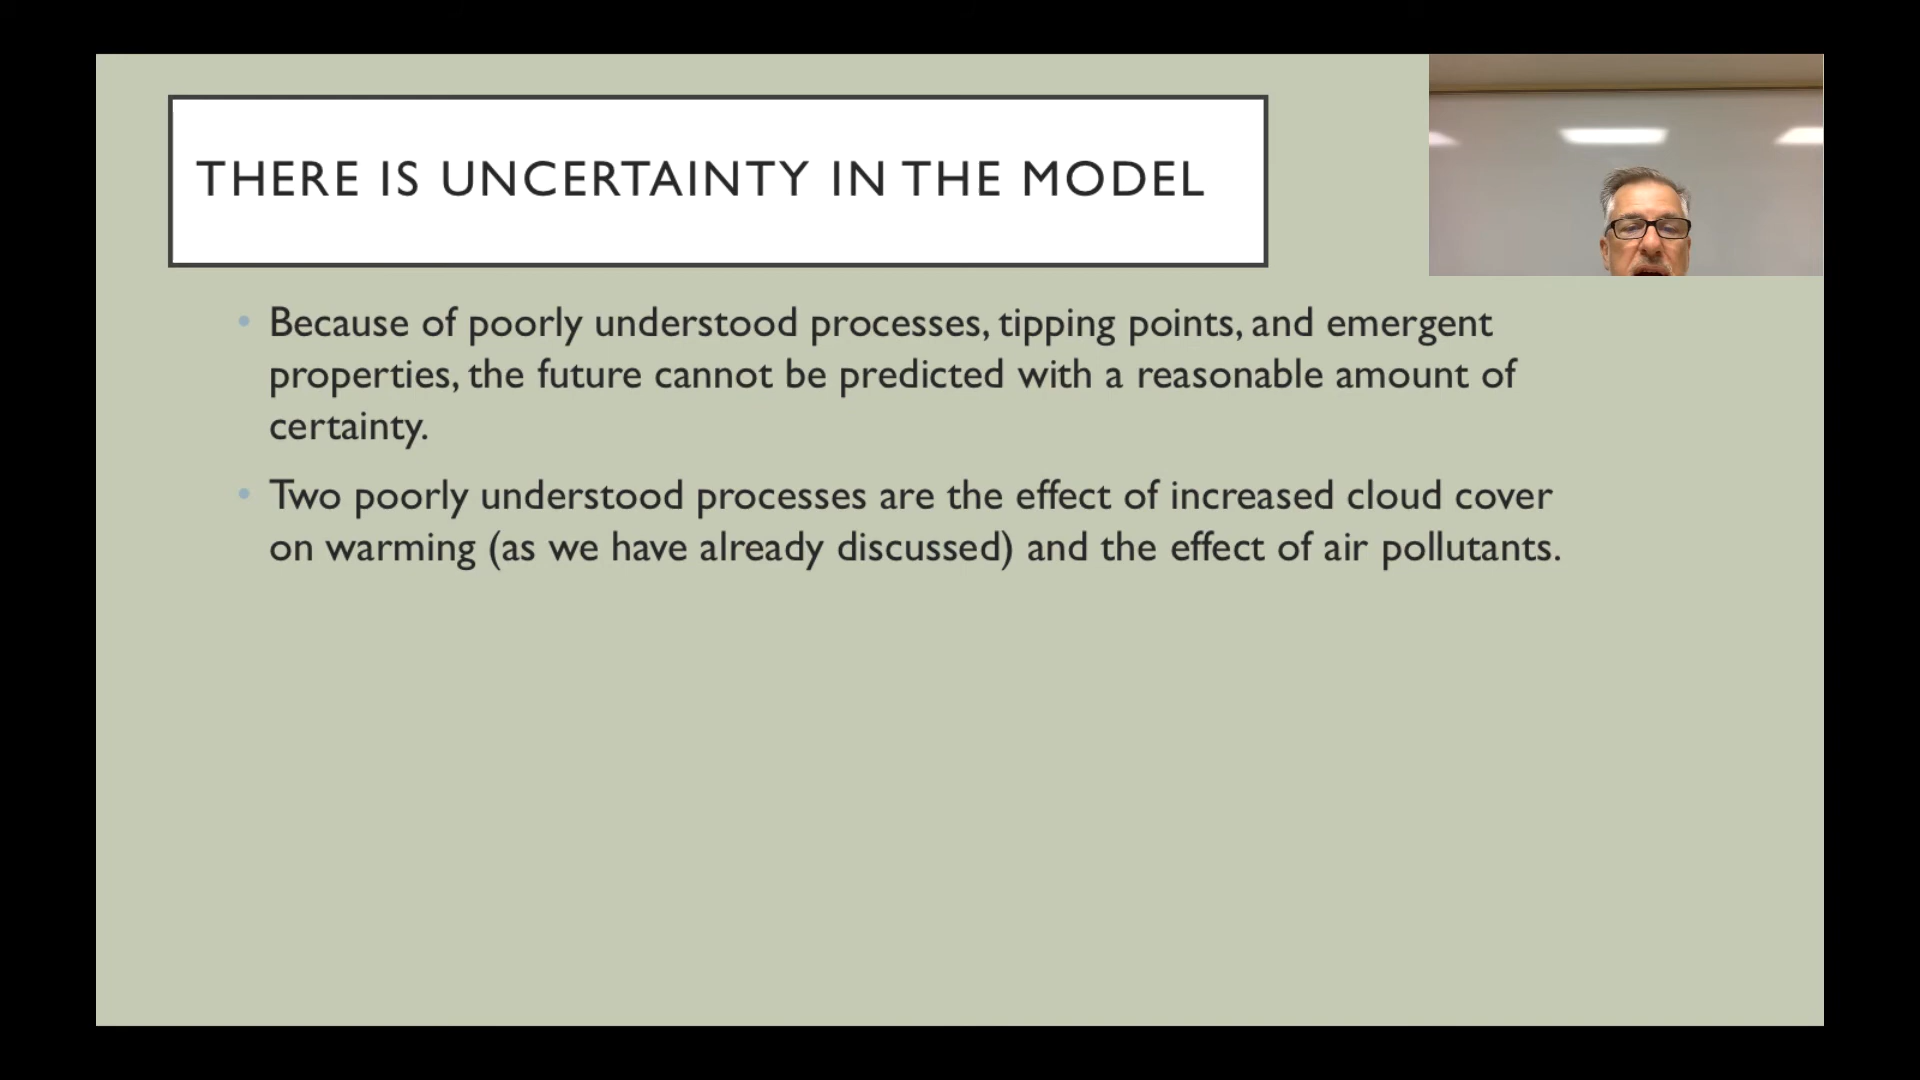 THERE IS UNCERTAINTY IN THE MODEL
• Because of poorly understood processes, tipping points, and emergent
properties, the future cannot be predicted with a reasonable amount of
certainty.
• Two poorly understood processes are the effect of increased cloud cover
on warming (as we have already discussed) and the effect of air pollutants.